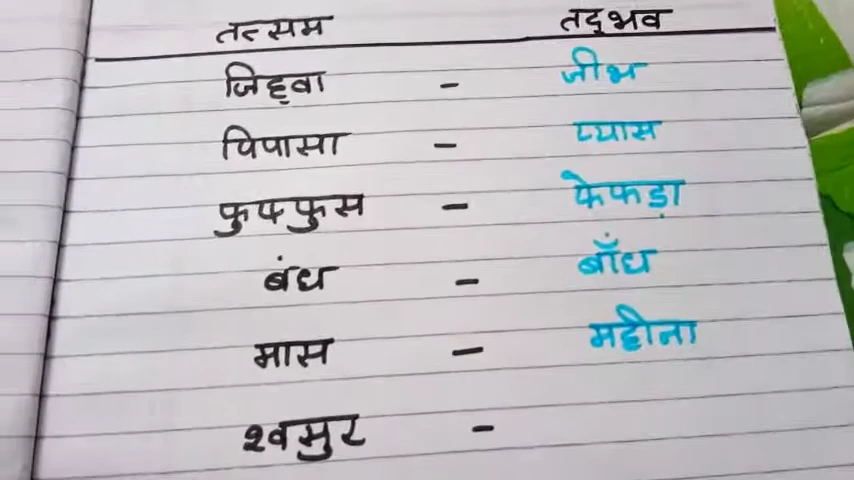 तत्सम तद्भव
जिह्वा - जीभ
पिपासा - प्यास
फुफ्फुस - फेफड़ा
बंध - बाँध
मास - महीना
श्वसुर -